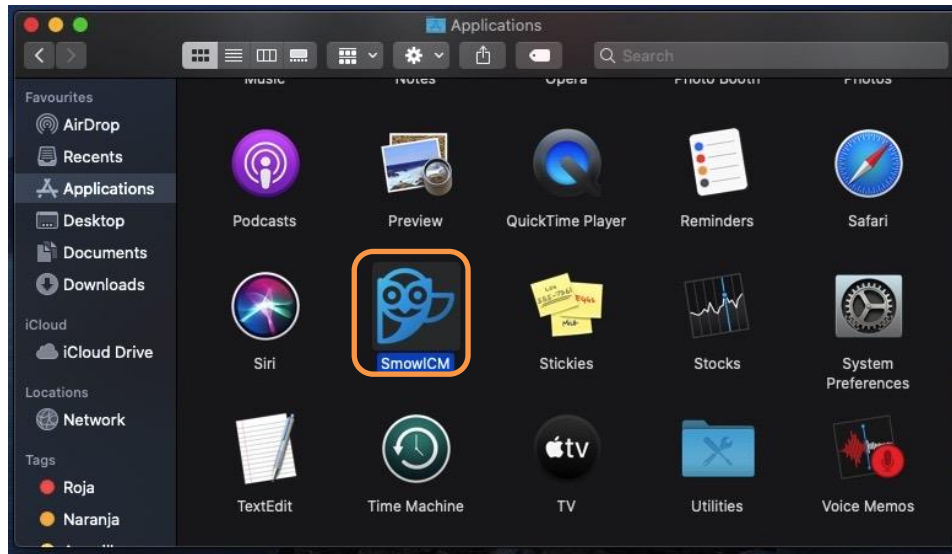 Applications
Search
Favourites
AirDrop
Recents
Applications
Desktop
Documents
Downloads
iCloud
iCloud Drive
Locations
Network
Tags
Roja
Naranja
Music
Notes
Opera
Photo Booth
Photos
Podcasts
Preview
QuickTime Player
Reminders
Safari
Siri
SmowlCM
Stickies
Stocks
System
Preferences
TextEdit
Time Machine
tv
TV
Utilities
Voice Memos